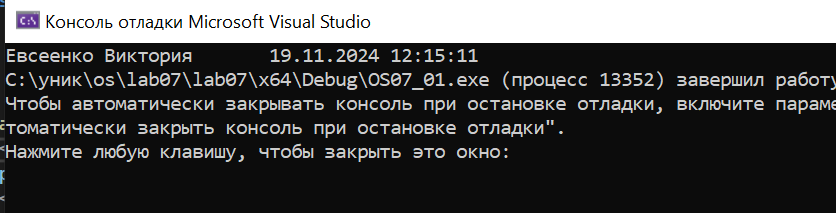 Консоль отладки Microsoft Visual Studio
Евсеенко Виктория 19.11.2024 12:15:11
C:\уник\os\lab07\lab07\x64\Debug\OS07_01.exe (процесс 13352) завершил работу
Чтобы автоматически закрывать консоль при остановке отладки, включите параме
томатически закрыть консоль при остановке отладки".
Нажмите любую клавишу, чтобы закрыть это окно: